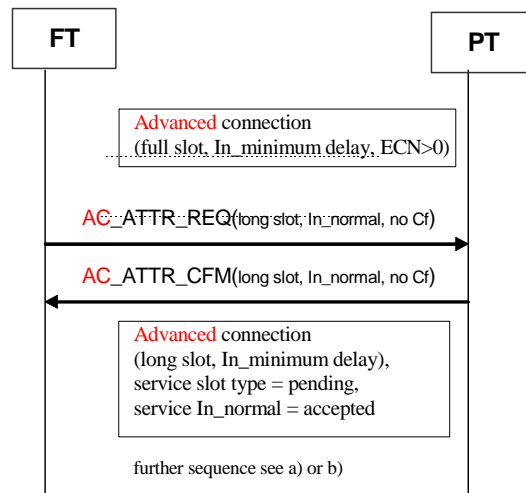 FT
PT
Advanced connection
(full slot, In_minimum delay, ECN>0)
AC_ATTR_REQ(long slot, In_normal, no Cf)
AC_ATTR_CFM(long slot, In_normal, no Cf)
Advanced connection
(long slot, In_minimum delay),
service slot type = pending,
service In_normal = accepted
further sequence see a) or b)